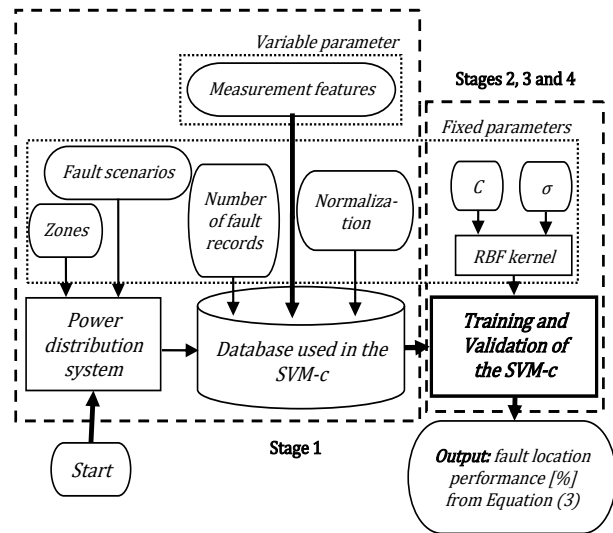 Variable parameter
Measurement features
Stages 2, 3 and 4
Fixed parameters
Fault scenarios
Zones
Number
of fault
records
Normaliza-
tion
C
σ
RBF kernel
Power
distribution
system
Database used in the
SVM-c
Training and
Validation of
the SVM-c
Stage 1
Start
Output: fault location
performance [%]
from Equation (3)